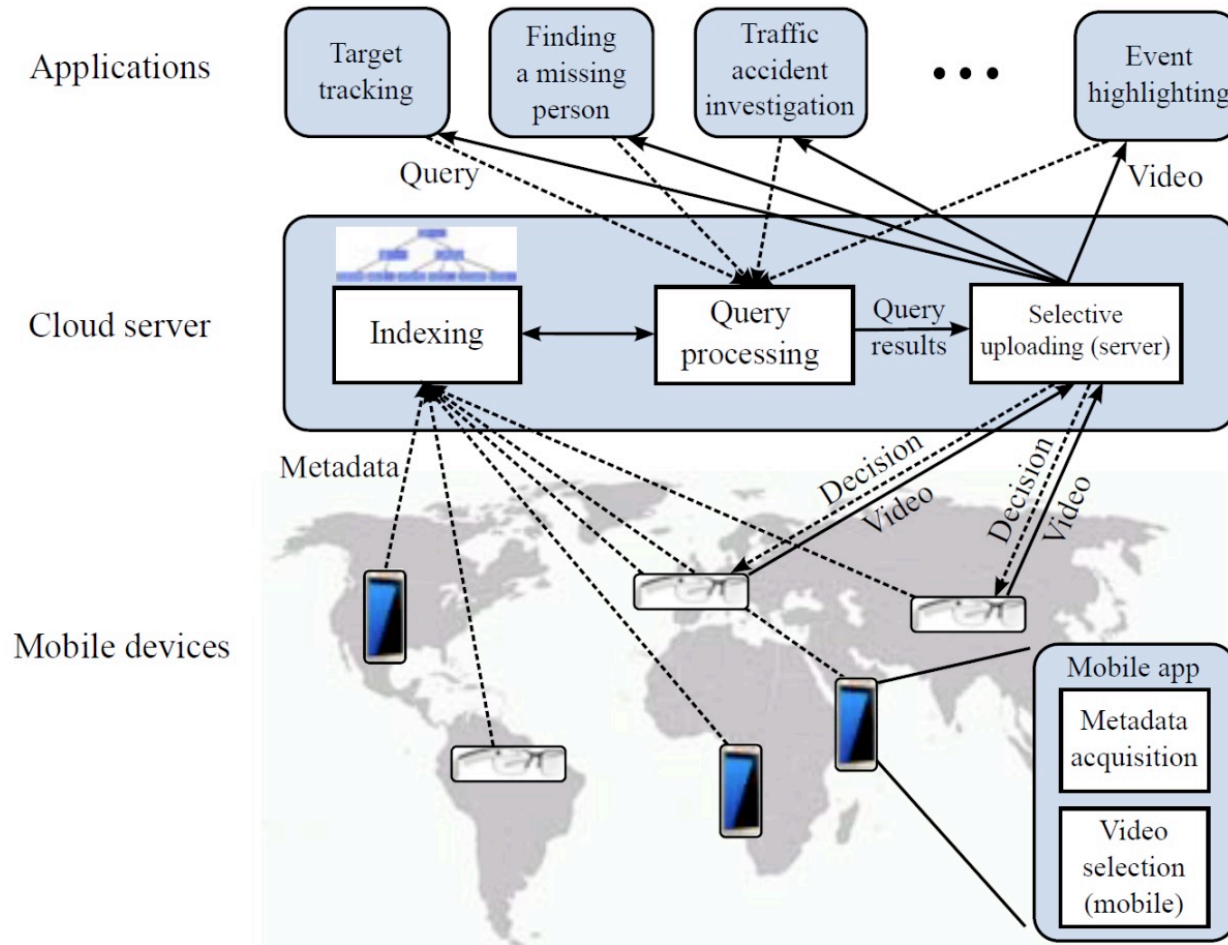 Applications
Target
tracking
Finding
a missing
person
Traffic
accident
investigation
Event
highlighting
Query
Video
Cloud server
Indexing
Query
processing
Query
results
Selective
uploading (server)
Metadata
Decision
Video
Decision
Video
Mobile devices
Mobile app
Metadata
acquisition
Video
selection
(mobile)